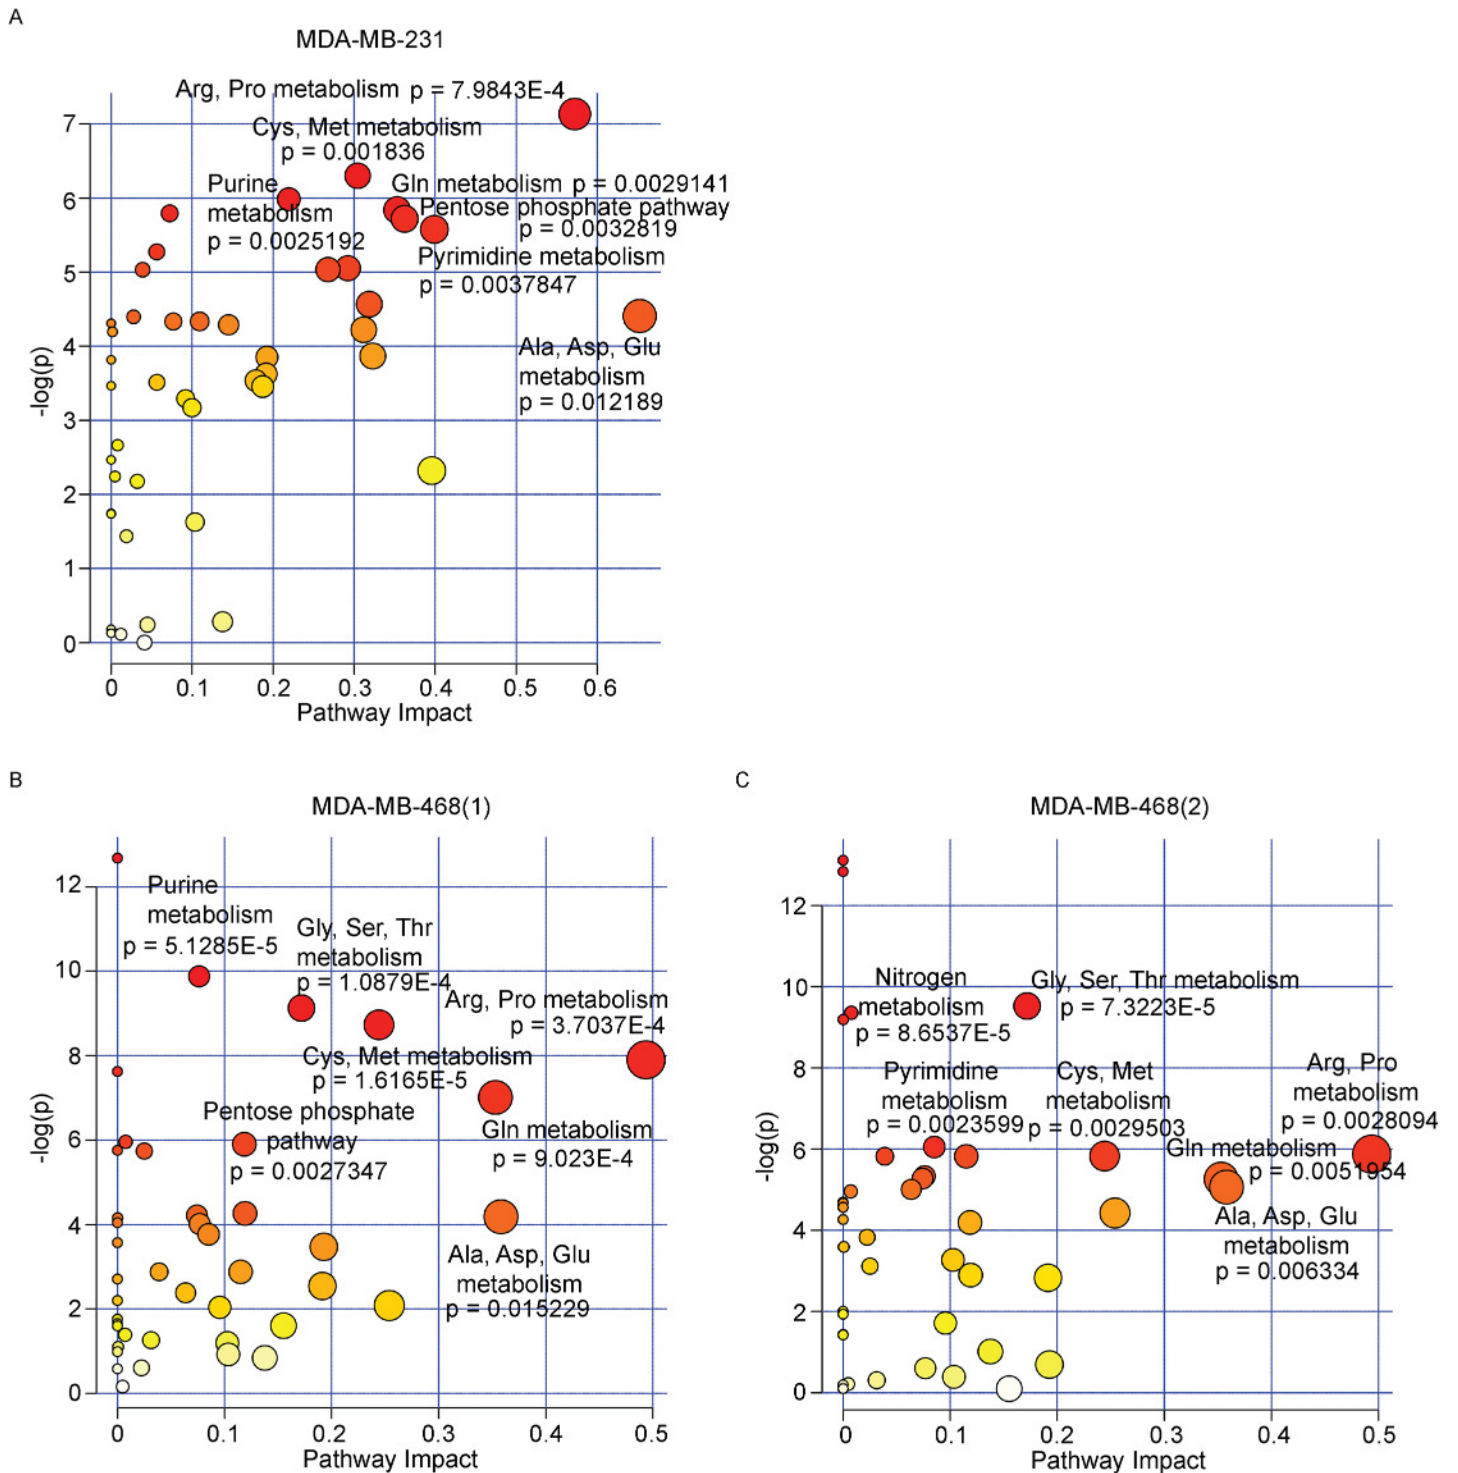 A
MDA-MB-231
Arg, Pro metabolism p = 7.9843E-4
Cys, Met metabolism
p = 0.001836
Purine
metabolism
p = 0.0025192
Gln metabolism p = 0.0029141
Pentose phosphate pathway
p = 0.0032819
Pyrimidine metabolism
p = 0.0037847
Ala, Asp, Glu
metabolism
p = 0.012189
7
6
5
4
3
2
1
0
-log(p)
0 0.1 0.2 0.3 0.4 0.5 0.6
Pathway Impact
B
MDA-MB-468(1)
Purine
metabolism
p = 5.1285E-5
Gly, Ser, Thr
metabolism
p = 1.0879E-4
Arg, Pro metabolism
p = 3.7037E-4
Cys, Met metabolism
p = 1.6165E-5
Pentose phosphate
pathway
p = 0.0027347
Gln metabolism
p = 9.023E-4
Ala, Asp, Glu
metabolism
p = 0.015229
12
10
8
6
4
2
0
-log(p)
0 0.1 0.2 0.3 0.4 0.5
Pathway Impact
C
MDA-MB-468(2)
Nitrogen
metabolism
p = 8.6537E-5
Gly, Ser, Thr metabolism
p = 7.3223E-5
Pyrimidine
metabolism
p = 0.0023599
Cys, Met
metabolism
p = 0.0029503
Arg, Pro
metabolism
p = 0.0028094
Gln metabolism
p = 0.0051954
Ala, Asp, Glu
metabolism
p = 0.006334
12
10
8
6
4
2
0
-log(p)
0 0.1 0.2 0.3 0.4 0.5
Pathway Impact